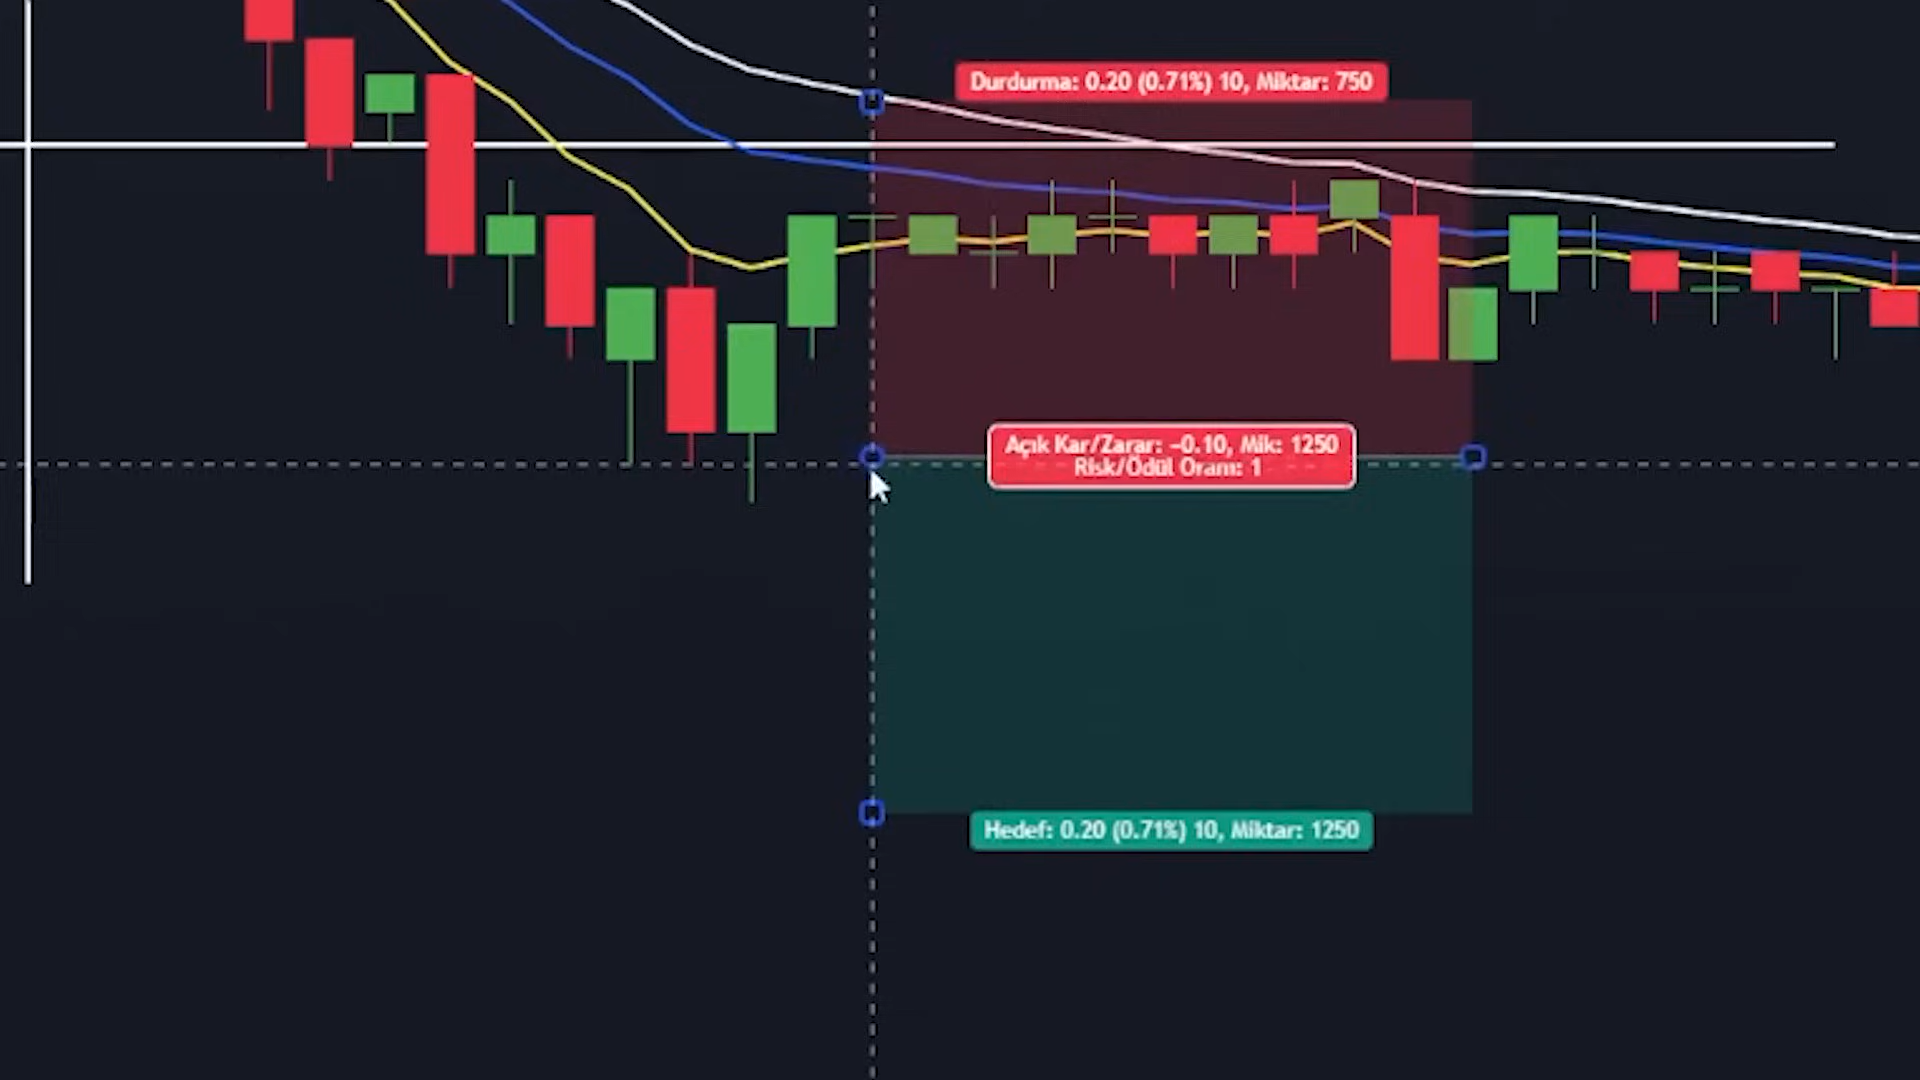 Durdurma: 0.20 (0.71%) 10, Miktar: 750
Açık Kar/Zarar: −0.10, Mik: 1250
Risk/Ödül Oranı: 1
Hedef: 0.20 (0.71%) 10, Miktar: 1250